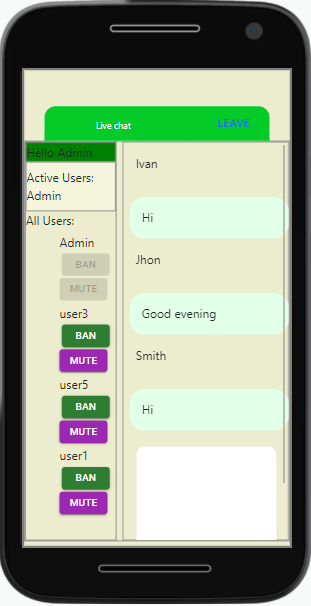 Live chat
LEAVE
Hello Admin
Active Users:
Admin
All Users:
Admin
BAN
MUTE
user3
BAN
MUTE
user5
BAN
MUTE
user1
BAN
MUTE
Ivan
Hi
Jhon
Good evening
Smith
Hi